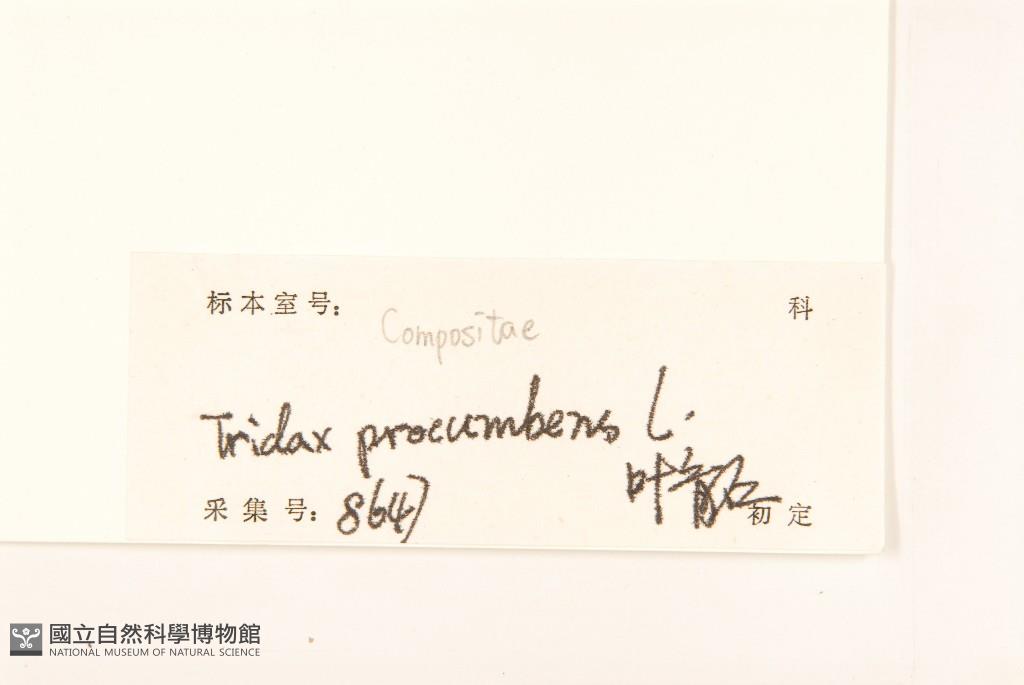 标本室号： 科
Compositae
Tridax procumbens L.
采集号：8647 叶 初定
國立自然科學博物館
NATIONAL MUSEUM OF NATURAL SCIENCE